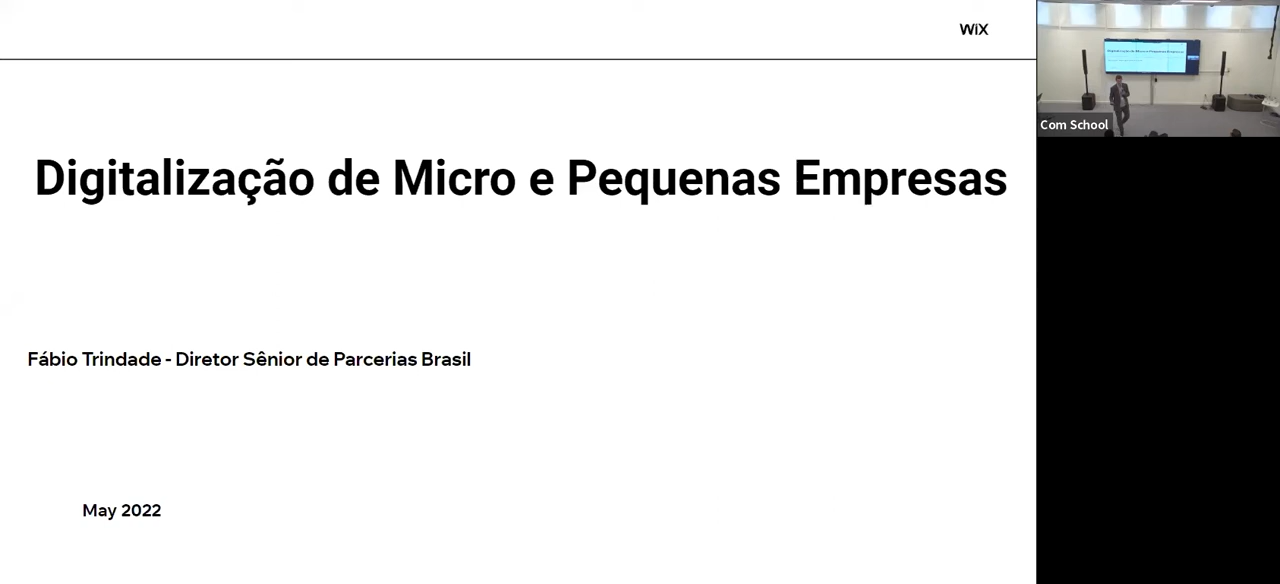 WiX
Digitalização de Micro e Pequenas Empresas
Fábio Trindade - Diretor Sênior de Parcerias Brasil
May 2022
Com School